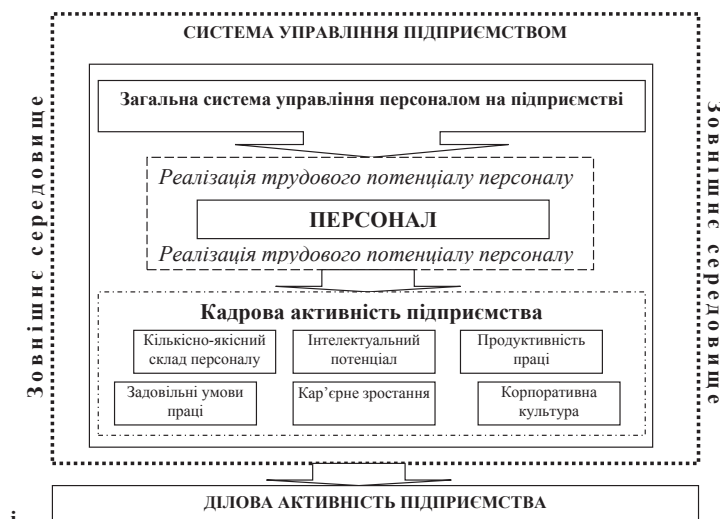 СИСТЕМА УПРАВЛІННЯ ПІДПРИЄМСТВОМ
Зовнішнє середовище
Загальна система управління персоналом на підприємстві
Реалізація трудового потенціалу персоналу
ПЕРСОНАЛ
Реалізація трудового потенціалу персоналу
Кадрова активність підприємства
Кількісно-якісний
склад персоналу
Інтелектуальний
потенціал
Продуктивність
праці
Задовільні умови
праці
Кар’єрне зростання
Корпоративна
культура
Зовнішнє середовище
ДІЛОВА АКТИВНІСТЬ ПІДПРИЄМСТВА